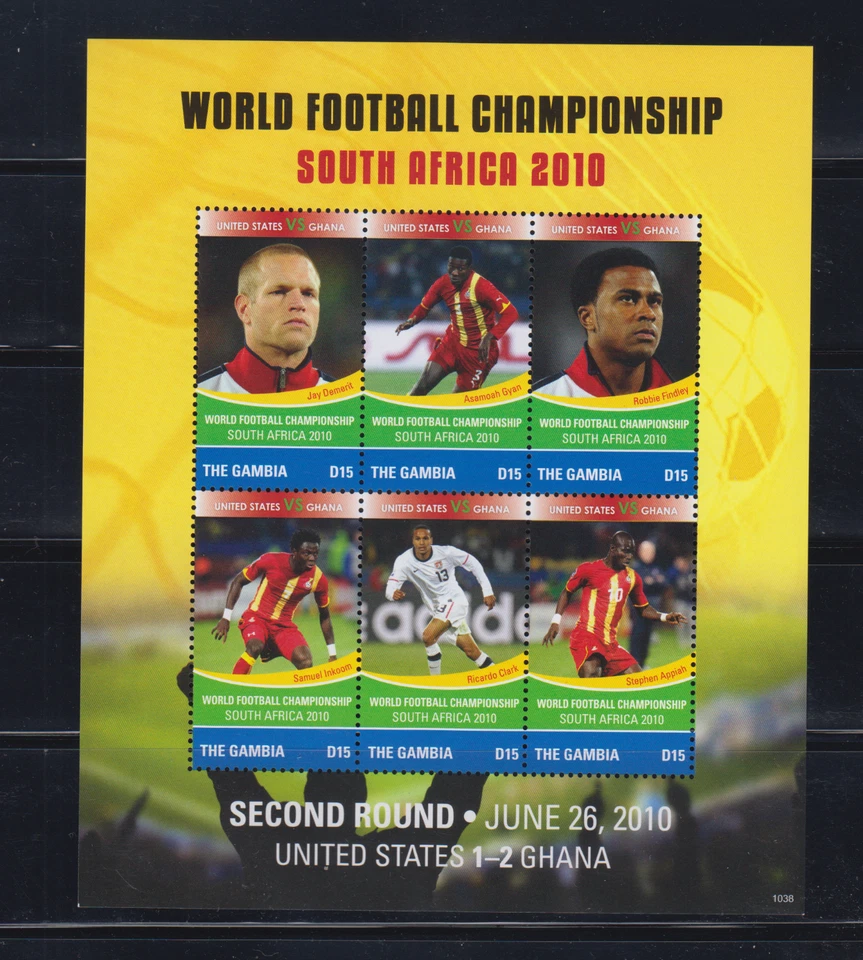 WORLD FOOTBALL CHAMPIONSHIP
SOUTH AFRICA 2010
UNITED STATES VS GHANA
UNITED STATES VS GHANA
UNITED STATES VS GHANA
Jay Demerit
Asamoah Gyan
Robbie Findley
WORLD FOOTBALL CHAMPIONSHIP
SOUTH AFRICA 2010
WORLD FOOTBALL CHAMPIONSHIP
SOUTH AFRICA 2010
WORLD FOOTBALL CHAMPIONSHIP
SOUTH AFRICA 2010
THE GAMBIA D15
THE GAMBIA D15
THE GAMBIA D15
UNITED STATES VS GHANA
UNITED STATES VS GHANA
UNITED STATES VS GHANA
13
10
Samuel Inkoom
Ricardo Clark
Stephen Appiah
WORLD FOOTBALL CHAMPIONSHIP
SOUTH AFRICA 2010
WORLD FOOTBALL CHAMPIONSHIP
SOUTH AFRICA 2010
WORLD FOOTBALL CHAMPIONSHIP
SOUTH AFRICA 2010
THE GAMBIA D15
THE GAMBIA D15
THE GAMBIA D15
SECOND ROUND • JUNE 26, 2010
UNITED STATES 1–2 GHANA
1038